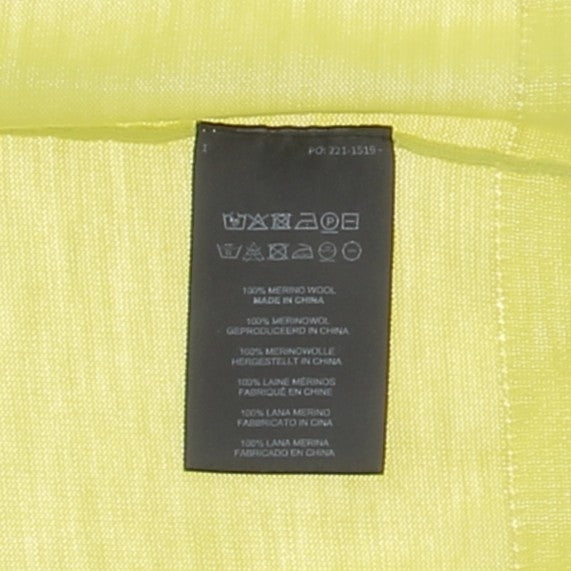 1 PO: 221-1519 -
100% MERINO WOOL
MADE IN CHINA
100% MERINOWOL
GEPRODUCEERD IN CHINA
100% MERINOWOLLE
HERGESTELLT IN CHINA
100% LAINE MÉRINOS
FABRIQUÉ EN CHINE
100% LANA MERINO
FABBRICATO IN CINA
100% LANA MERINA
FABRICADO EN CHINA